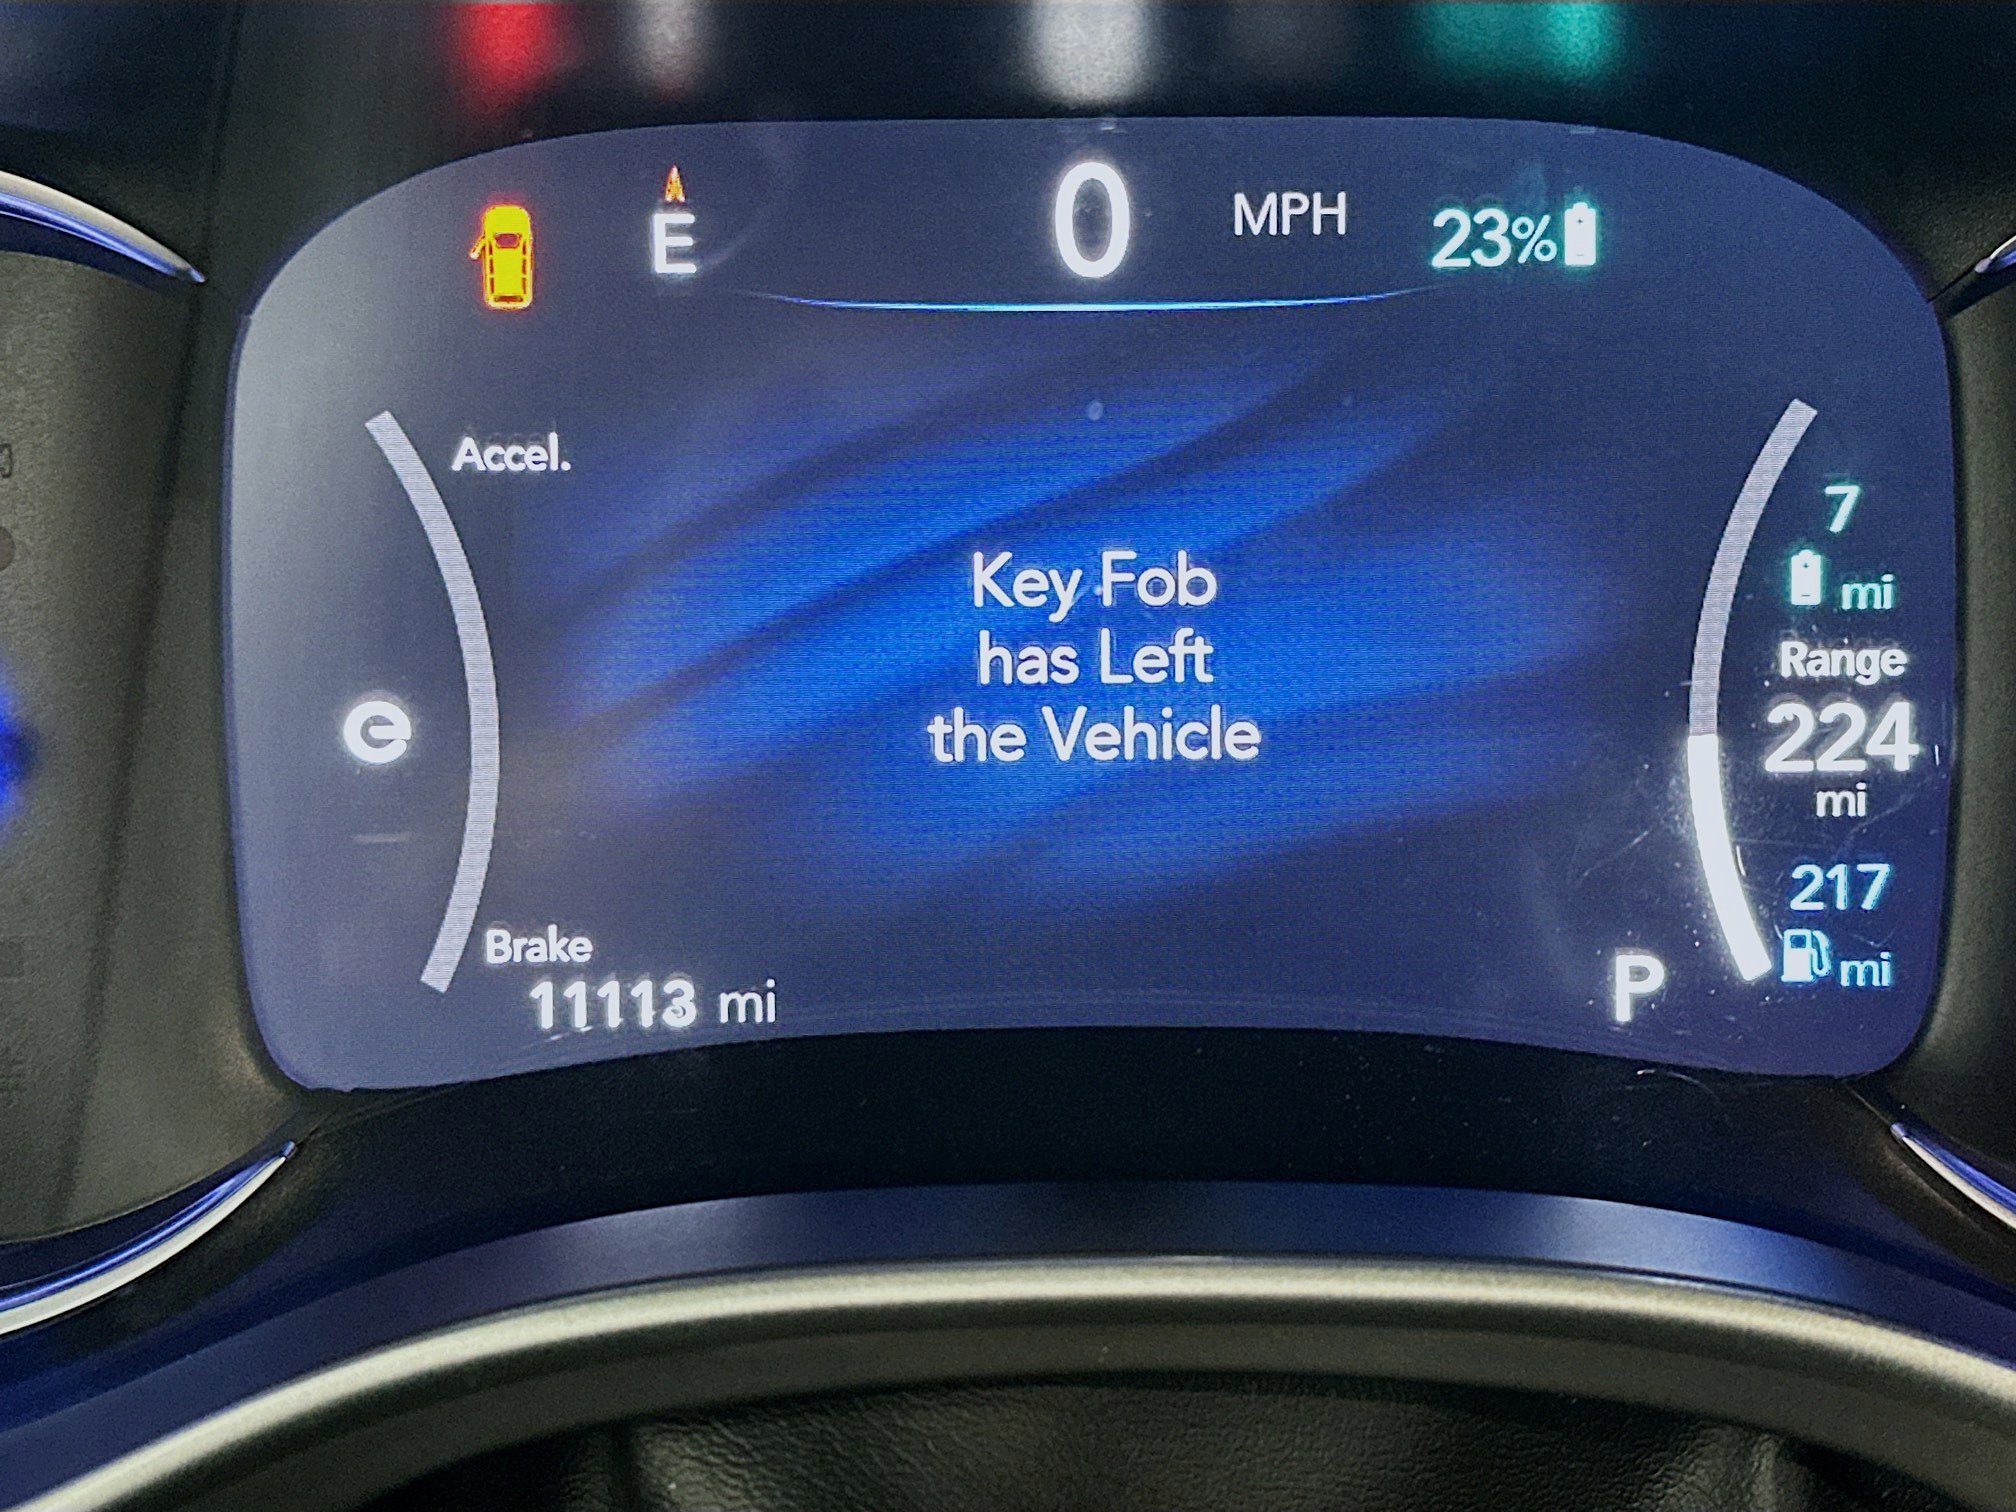 E
0 MPH
23%
Accel.
Key Fob
has Left
the Vehicle
7
mi
Range
224
mi
217
mi
Brake
11113 mi
P